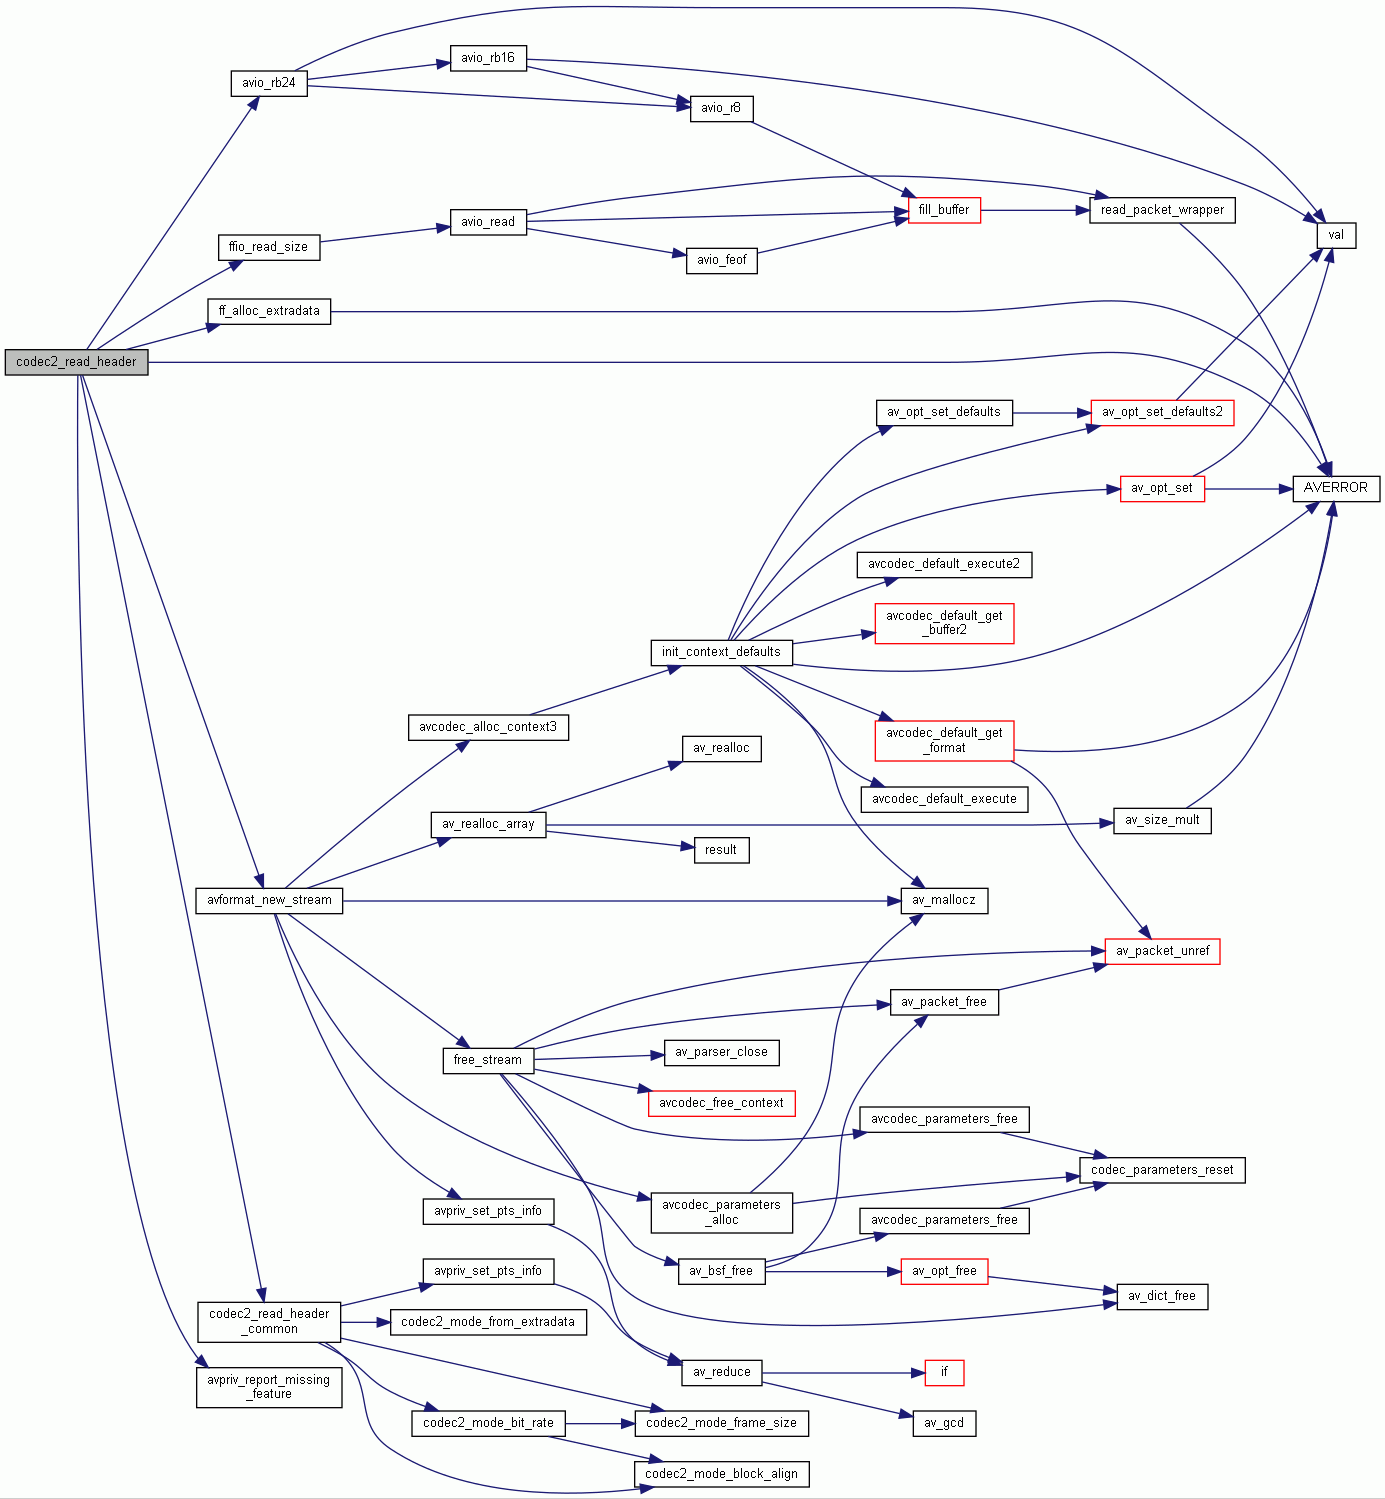 avio_rb16
avio_rb24
avio_r8
fill_buffer
read_packet_wrapper
avio_read
val
ffio_read_size
avio_feof
ff_alloc_extradata
codec2_read_header
av_opt_set_defaults
av_opt_set_defaults2
av_opt_set
AVERROR
avcodec_default_execute2
avcodec_default_get
_buffer2
init_context_defaults
avcodec_alloc_context3
avcodec_default_get
_format
av_realloc
avcodec_default_execute
av_realloc_array
av_size_mult
result
avformat_new_stream
av_mallocz
av_packet_unref
av_packet_free
free_stream
av_parser_close
avcodec_free_context
avcodec_parameters_free
codec_parameters_reset
avcodec_parameters
_alloc
avpriv_set_pts_info
avcodec_parameters_free
av_bsf_free
avpriv_set_pts_info
av_opt_free
av_dict_free
codec2_read_header
_common
codec2_mode_from_extradata
avpriv_report_missing
_feature
av_reduce
if
codec2_mode_bit_rate
codec2_mode_frame_size
av_gcd
codec2_mode_block_align